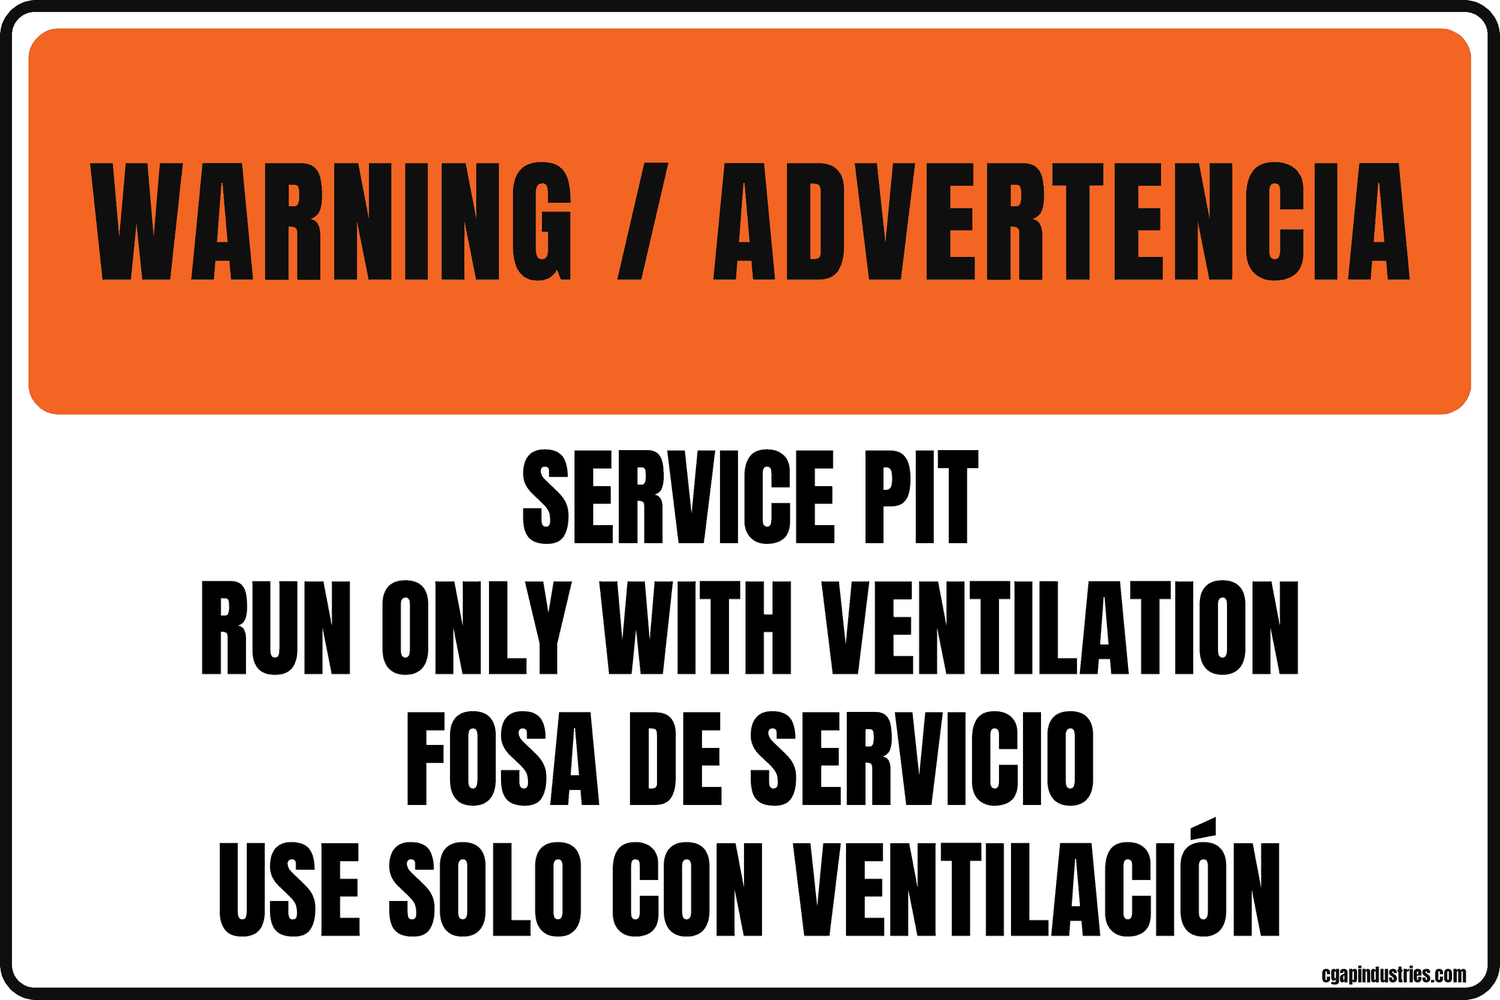 WARNING / ADVERTENCIA
SERVICE PIT
RUN ONLY WITH VENTILATION
FOSA DE SERVICIO
USE SOLO CON VENTILACIÓN
cgapindustries.com